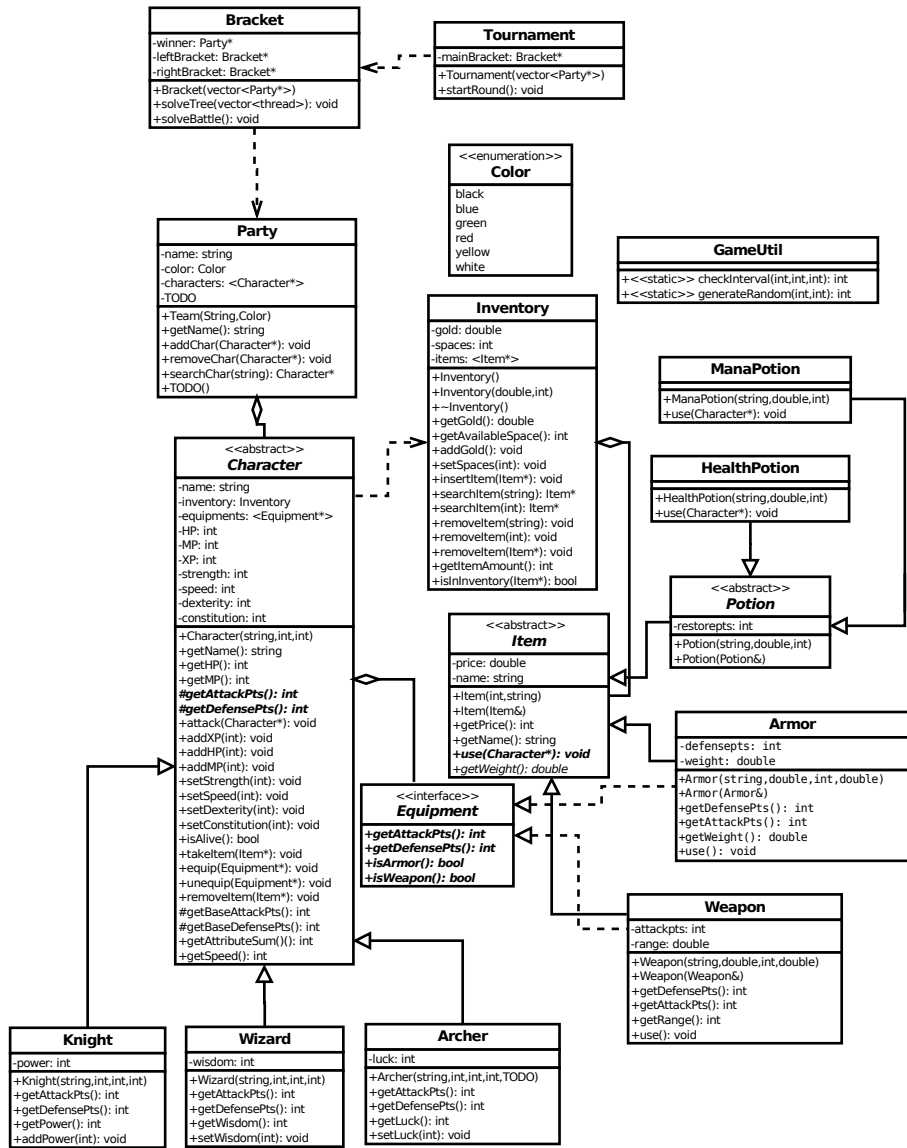 Bracket
-winner: Party*
-leftBracket: Bracket*
-rightBracket: Bracket*
+Bracket(vector<Party*>)
+solveTree(vector<thread>): void
+solveBattle(): void
Tournament
-mainBracket: Bracket*
+Tournament(vector<Party*>)
+startRound(): void
<<enumeration>>
Color
black
blue
green
red
yellow
white
Party
-name: string
-color: Color
-characters: <Character*>
-TODO
+Team(String,Color)
+getName(): string
+addChar(Character*): void
+removeChar(Character*): void
+searchChar(string): Character*
+TODO()
GameUtil
+<<static>> checkInterval(int,int,int): int
+<<static>> generateRandom(int,int): int
Inventory
-gold: double
-spaces: int
-items: <Item*>
+Inventory()
+Inventory(double,int)
+~Inventory()
+getGold(): double
+getAvailableSpace(): int
+addGold(): void
+setSpaces(int): void
+insertItem(Item*): void
+searchItem(string): Item*
+searchItem(int): Item*
+removeItem(string): void
+removeItem(int): void
+removeItem(Item*): void
+getItemAmount(): int
+isInInventory(Item*): bool
ManaPotion
+ManaPotion(string,double,int)
+use(Character*): void
HealthPotion
+HealthPotion(string,double,int)
+use(Character*): void
<<abstract>>
Character
-name: string
-inventory: Inventory
-equipments: <Equipment*>
-HP: int
-MP: int
-XP: int
-strength: int
-speed: int
-dexterity: int
-constitution: int
+Character(string,int,int)
+getName(): string
+getHP(): int
+getMP(): int
#getAttackPts(): int
#getDefensePts(): int
+attack(Character*): void
+addXP(int): void
+addHP(int): void
+addMP(int): void
+setStrength(int): void
+setSpeed(int): void
+setDexterity(int): void
+setConstitution(int): void
+isAlive(): bool
+takeItem(Item*): void
+equip(Equipment*): void
+unequip(Equipment*): void
+removeItem(Item*): void
#getBaseAttackPts(): int
#getBaseDefensePts(): int
+getAttributeSum()(): int
+getSpeed(): int
<<abstract>>
Potion
-restorepts: int
+Potion(string,double,int)
+Potion(Potion&)
<<abstract>>
Item
-price: double
-name: string
+Item(int,string)
+Item(Item&)
+getPrice(): int
+getName(): string
+use(Character*): void
+getWeight(): double
Armor
-defensepts: int
-weight: double
+Armor(string,double,int,double)
+Armor(Armor&)
+getDefensePts(): int
+getAttackPts(): int
+getWeight(): double
+use(): void
<<interface>>
Equipment
+getAttackPts(): int
+getDefensePts(): int
+isArmor(): bool
+isWeapon(): bool
Weapon
-attackpts: int
-range: double
+Weapon(string,double,int,double)
+Weapon(Weapon&)
+getDefensePts(): int
+getAttackPts(): int
+getRange(): int
+use(): void
Knight
-power: int
+Knight(string,int,int,int)
+getAttackPts(): int
+getDefensePts(): int
+getPower(): int
+addPower(int): void
Wizard
-wisdom: int
+Wizard(string,int,int,int)
+getAttackPts(): int
+getDefensePts(): int
+getWisdom(): int
+setWisdom(int): void
Archer
-luck: int
+Archer(string,int,int,int,TODO)
+getAttackPts(): int
+getDefensePts(): int
+getLuck(): int
+setLuck(int): void